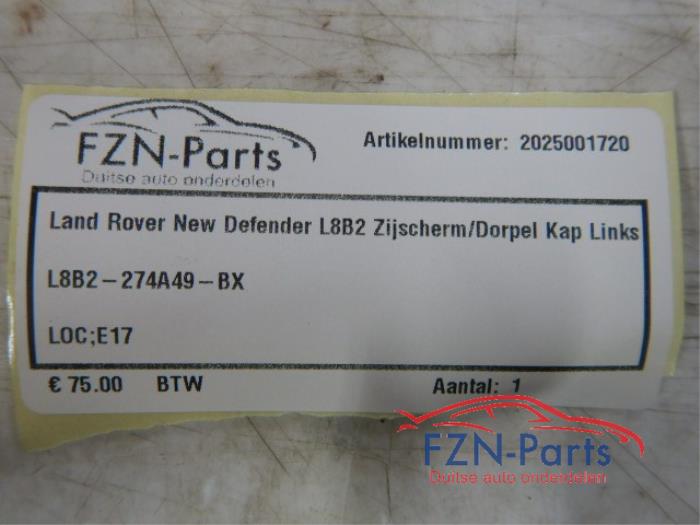 FZN-Parts
Duitse auto onderdelen
Artikelnummer: 2025001720
Land Rover New Defender L8B2 Zijscherm/Dorpel Kap Links
L8B2-274A49-BX
LOC;E17
€ 75.00 BTW Aantal: 1
FZN-Parts
Duitse auto onderdelen